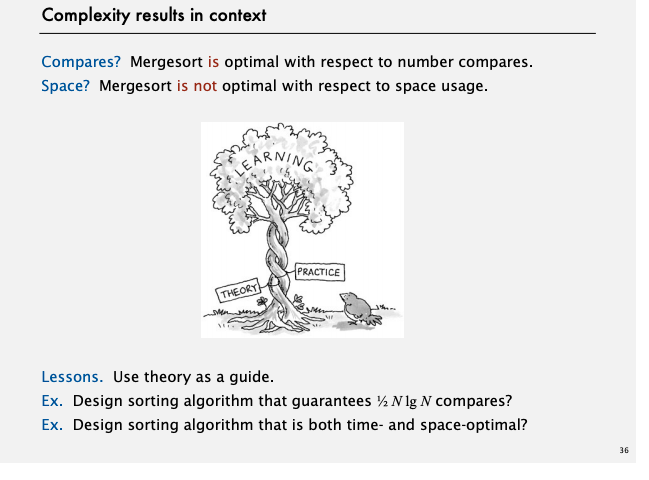 Complexity results in context
Compares? Mergesort is optimal with respect to number compares.
Space? Mergesort is not optimal with respect to space usage.
LEARNING
PRACTICE
THEORY
Lessons. Use theory as a guide.
Ex. Design sorting algorithm that guarantees ½ N lg N compares?
Ex. Design sorting algorithm that is both time- and space-optimal?
36